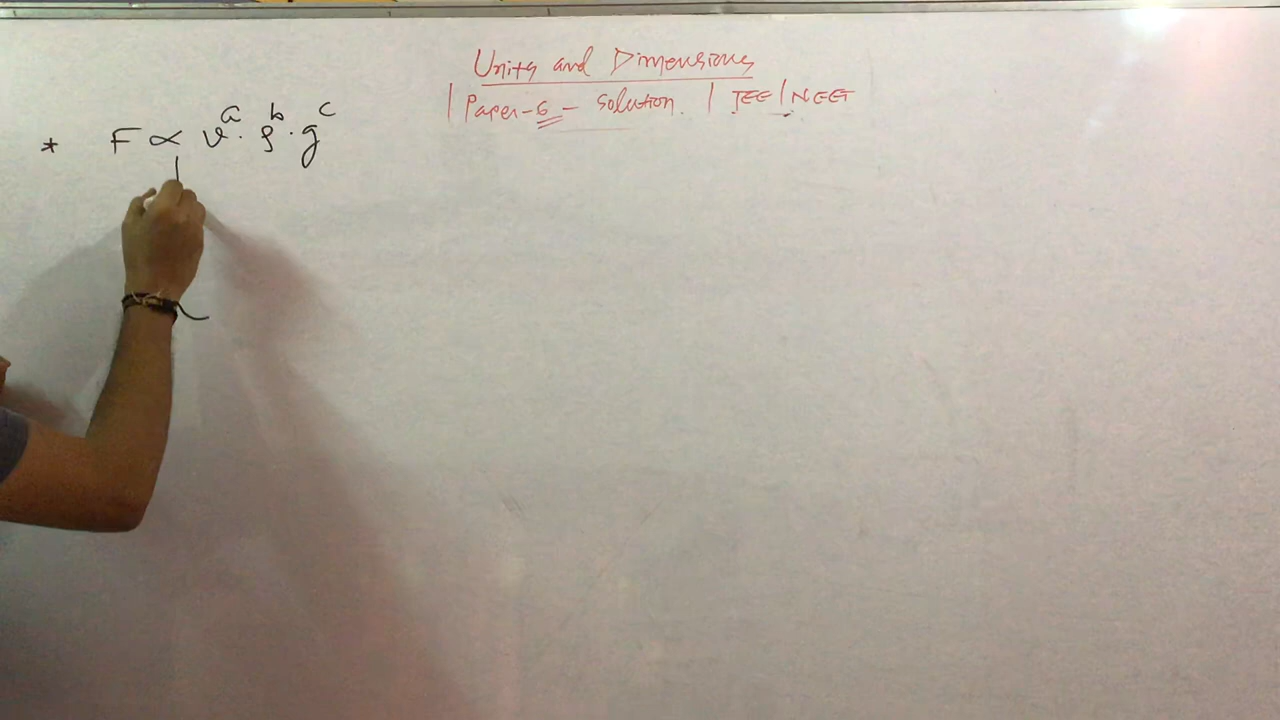 Units and Dimensions
| Paper-6 - Solution. | JEE | NEET
* F ∝ v^a · ρ^b · g^c